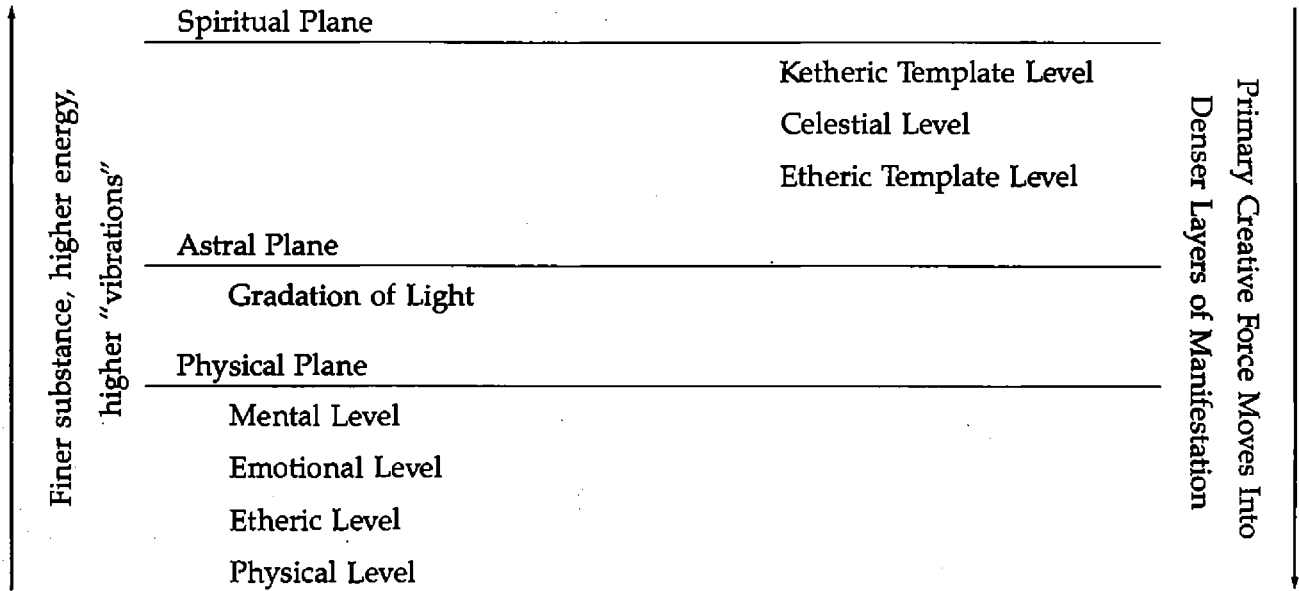 Spiritual Plane
Ketheric Template Level
Celestial Level
Etheric Template Level
Astral Plane
Gradation of Light
Physical Plane
Mental Level
Emotional Level
Etheric Level
Physical Level
Finer substance, higher energy,
higher "vibrations"
Primary Creative Force Moves Into
Denser Layers of Manifestation